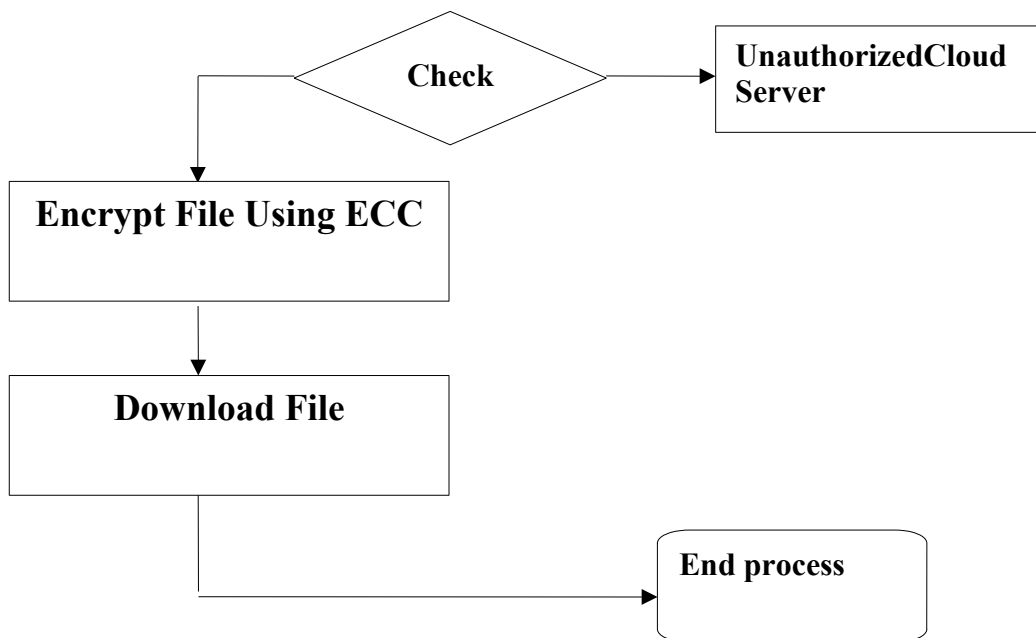 Check
UnauthorizedCloud
Server
Encrypt File Using ECC
Download File
End process